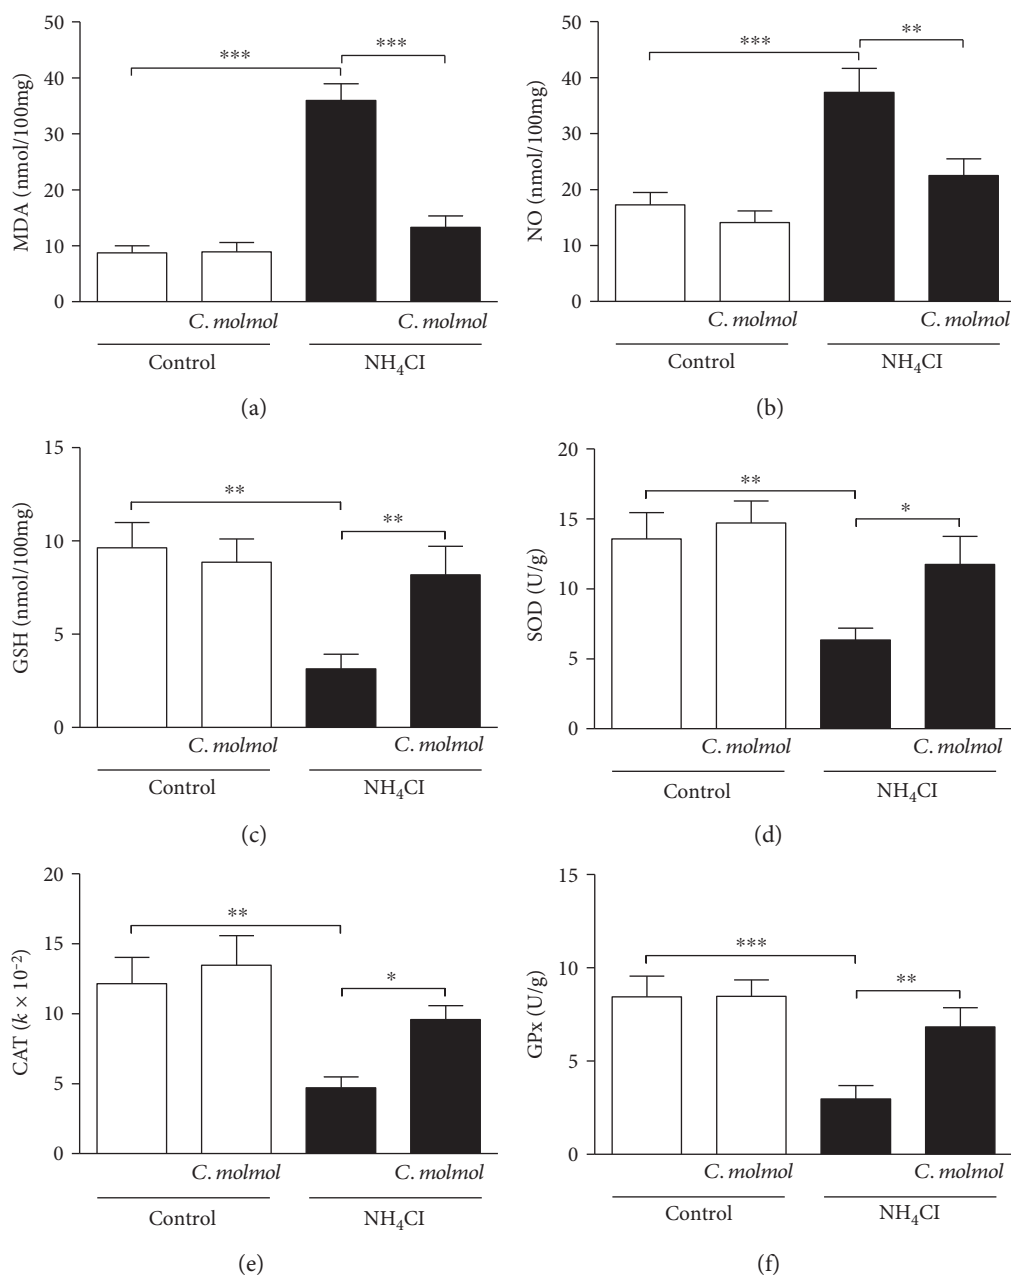 50
40
30
20
10
0
MDA (nmol/100mg)
***
***
C. molmol
C. molmol
Control
NH₄CI
(a)
50
40
30
20
10
0
NO (nmol/100mg)
***
**
C. molmol
C. molmol
Control
NH₄CI
(b)
15
10
5
0
GSH (nmol/100mg)
**
**
C. molmol
C. molmol
Control
NH₄CI
(c)
20
15
10
5
0
SOD (U/g)
**
*
C. molmol
C. molmol
Control
NH₄CI
(d)
20
15
10
5
0
CAT (k × 10⁻²)
**
*
C. molmol
C. molmol
Control
NH₄CI
(e)
15
10
5
0
GPx (U/g)
***
**
C. molmol
C. molmol
Control
NH₄CI
(f)